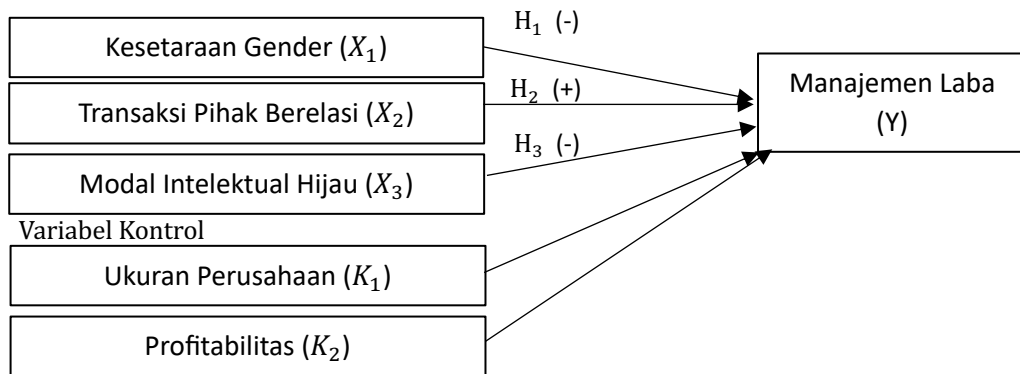 H₁ (-)
Kesetaraan Gender (X₁)
H₂ (+)
Transaksi Pihak Berelasi (X₂)
Manajemen Laba
(Y)
H₃ (-)
Modal Intelektual Hijau (X₃)
Variabel Kontrol
Ukuran Perusahaan (K₁)
Profitabilitas (K₂)